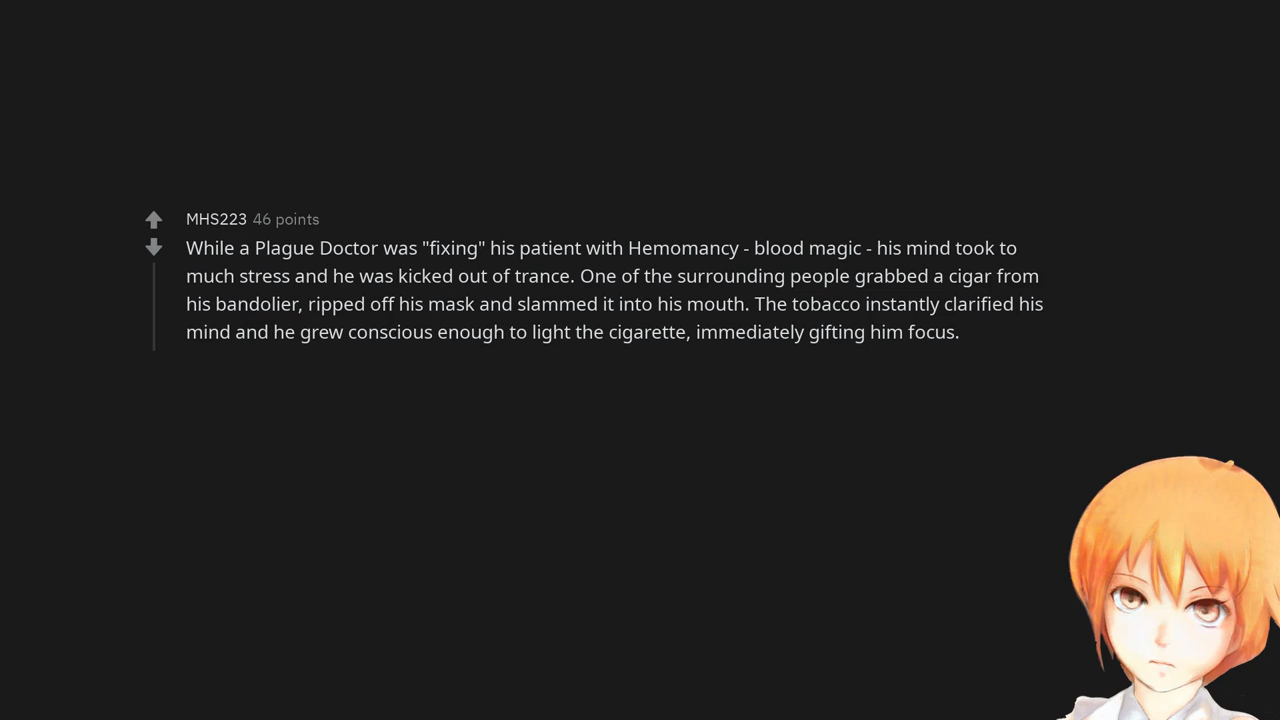 MHS223 46 points
While a Plague Doctor was "fixing" his patient with Hemomancy - blood magic - his mind took to
much stress and he was kicked out of trance. One of the surrounding people grabbed a cigar from
his bandolier, ripped off his mask and slammed it into his mouth. The tobacco instantly clarified his
mind and he grew conscious enough to light the cigarette, immediately gifting him focus.